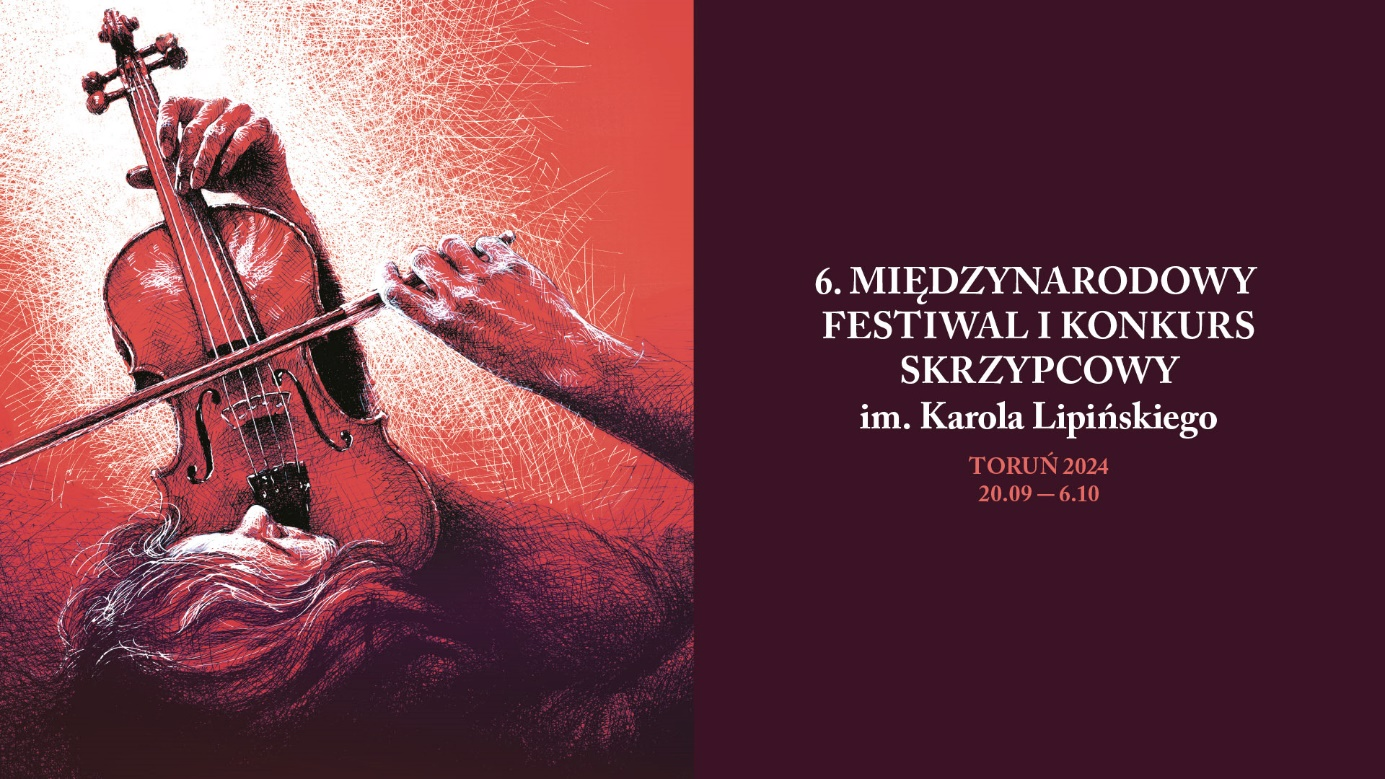 6. MIĘDZYNARODOWY
FESTIWAL I KONKURS
SKRZYPCOWY
im. Karola Lipińskiego
TORUŃ 2024
20.09 — 6.10